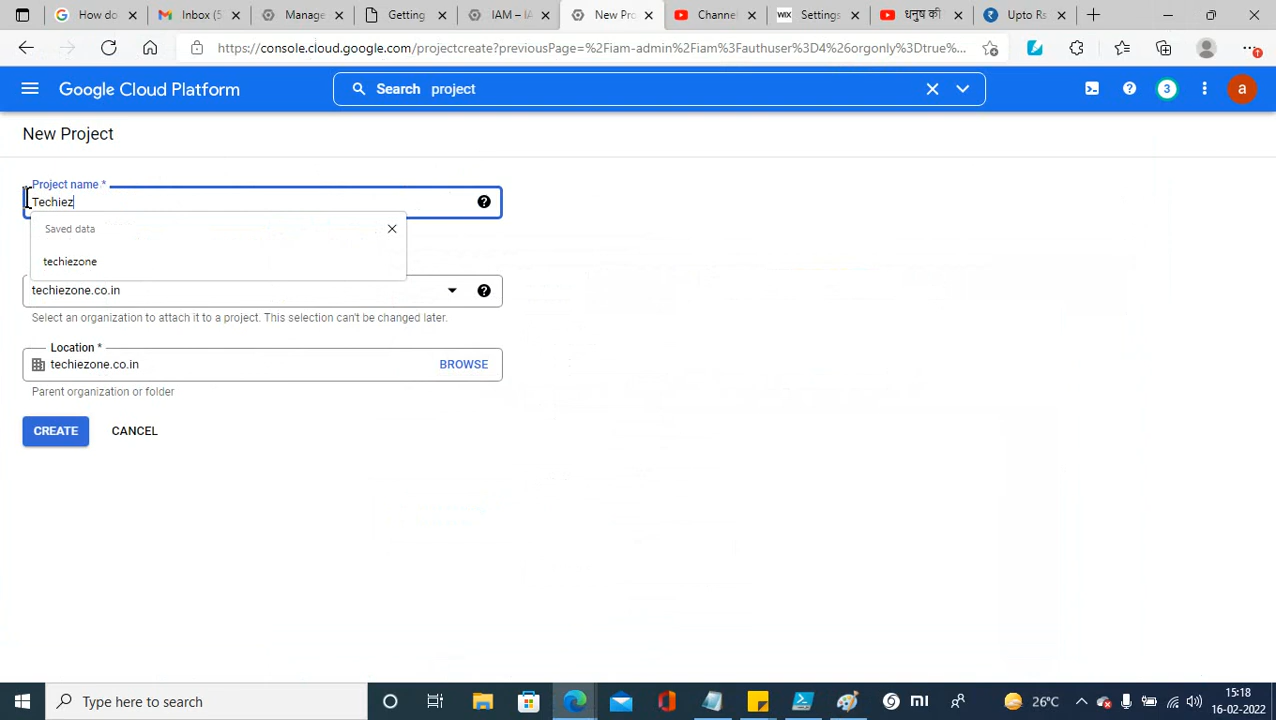 How do
Inbox (5
Manage
Getting
IAM – IA
New Pro
Channel
WIX
Settings
धनुष की
Upto Rs
https://console.cloud.google.com/projectcreate?previousPage=%2Fiam-admin%2Fiam%3Fauthuser%3D4%26orgonly%3Dtrue%...
Google Cloud Platform
Search project
3
a
New Project
Project name *
Techiez
Saved data
techiezone
techiezone.co.in
Select an organization to attach it to a project. This selection can't be changed later.
Location *
techiezone.co.in
BROWSE
Parent organization or folder
CREATE
CANCEL
Type here to search
26°C
15:18
16-02-2022